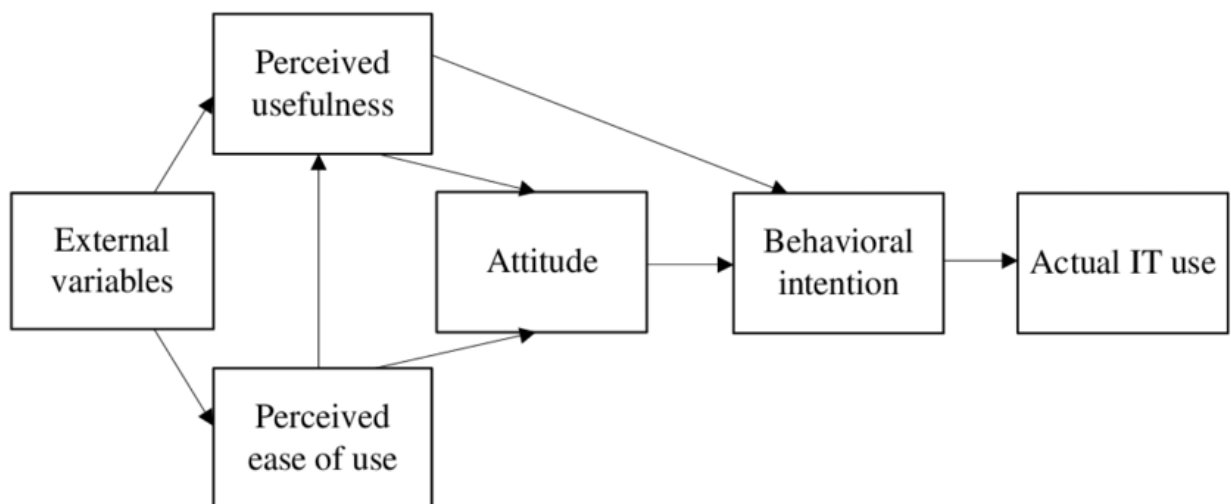 Perceived
usefulness
External
variables
Attitude
Behavioral
intention
Actual IT use
Perceived
ease of use